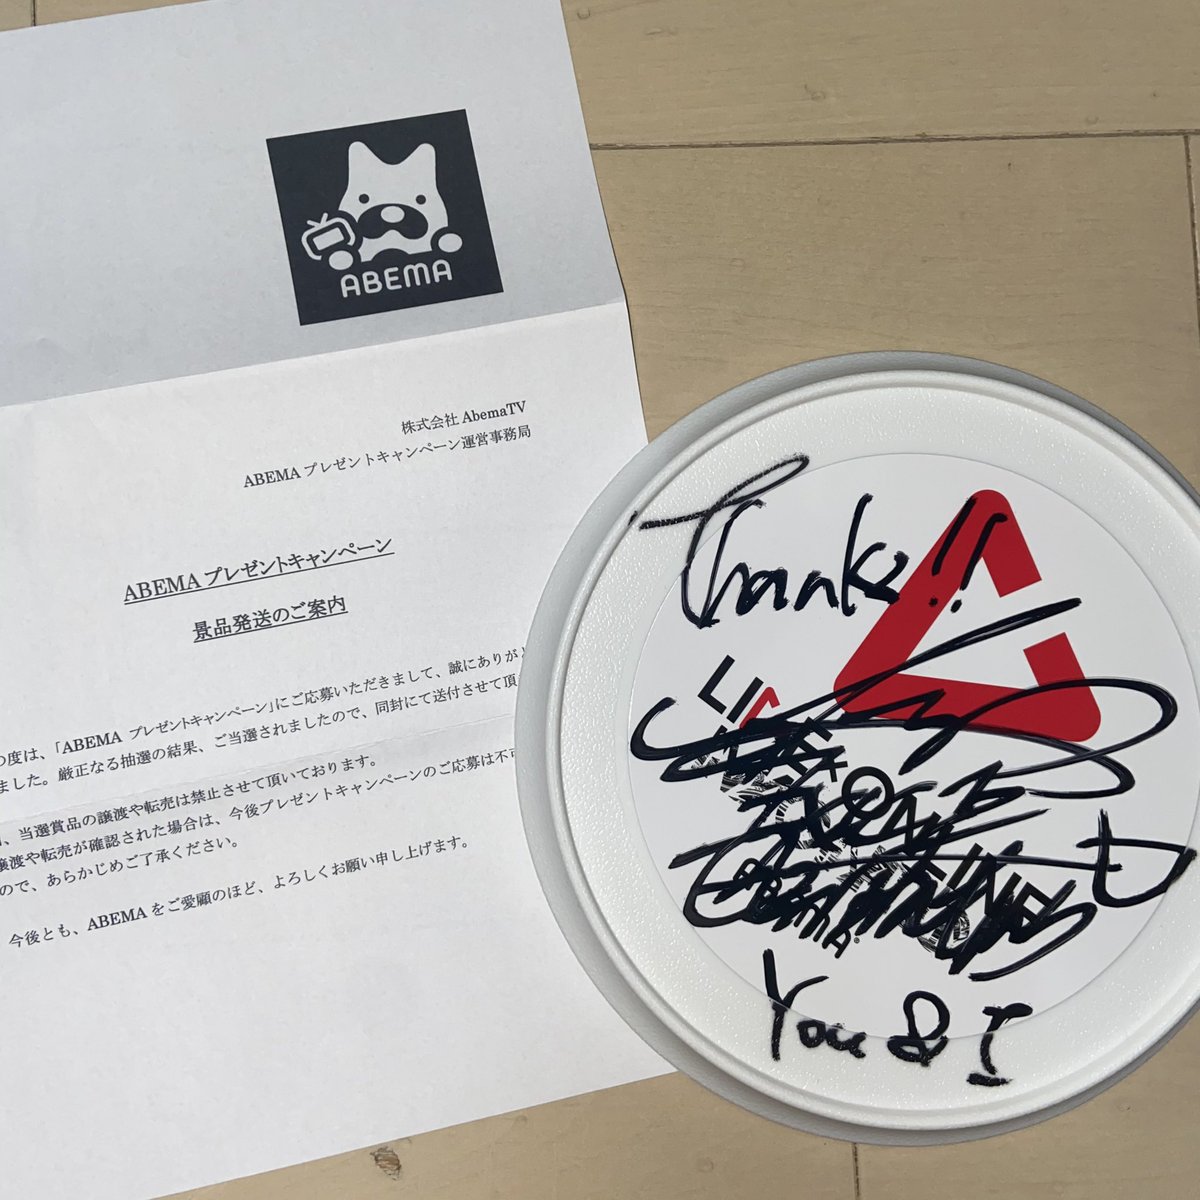 ABEMA
株式会社 AbemaTV
ABEMA プレゼントキャンペーン運営事務局
ABEMA プレゼントキャンペーン
景品発送のご案内
の度は、「ABEMA プレゼントキャンペーン」にご応募いただきまして、誠にありが
ました。厳正なる抽選の結果、ご当選されましたので、同封にて送付させて頂
、当選賞品の譲渡や転売は禁止させて頂いております。
譲渡や転売が確認された場合は、今後プレゼントキャンペーンのご応募は不可
ので、あらかじめご了承ください。
今後とも、ABEMA をご愛顧のほど、よろしくお願い申し上げます。
Thanks!!
You & I